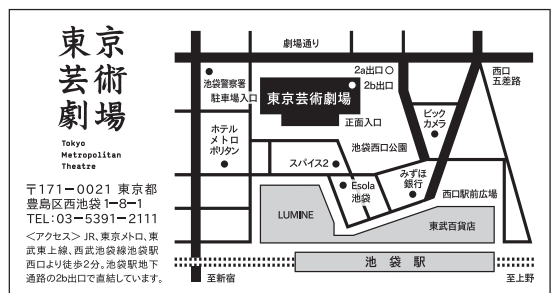 東京
芸術
劇場
Tokyo
Metropolitan
Theatre
〒171-0021 東京都
豊島区西池袋1-8-1
TEL:03-5391-2111
<アクセス> JR、東京メトロ、東
武東上線、西武池袋線池袋駅
西口より徒歩2分。池袋駅地下
通路の2b出口で直結しています。
劇場通り
池袋警察署
駐車場入口
2a出口
2b出口
東京芸術劇場
正面入口
西口
五差路
ビック
カメラ
ホテル
メトロ
ポリタン
池袋西口公園
スパイス2
Esola
池袋
みずほ
銀行
西口駅前広場
LUMINE
東武百貨店
池袋駅
至新宿
至上野